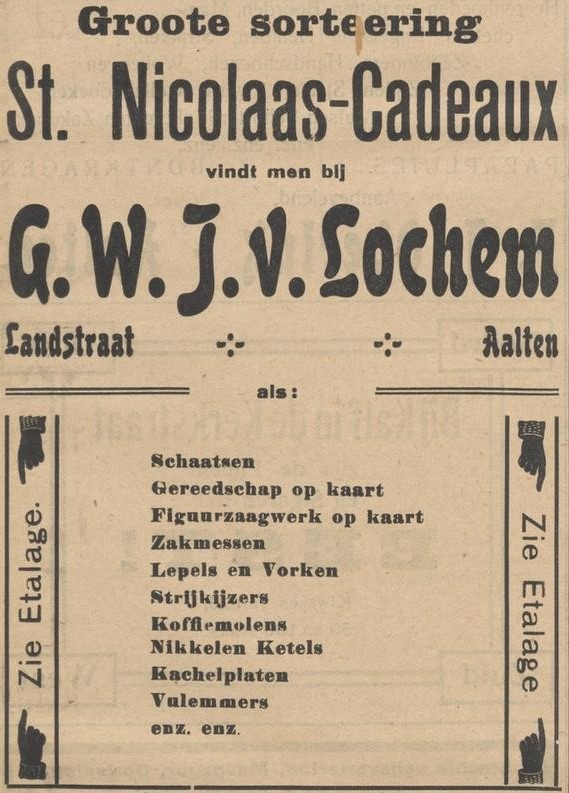 Groote sorteering
St. Nicolaas-Cadeaux
vindt men bij
G. W. J. v. Lochem
Landstraat Aalten
als:
Zie Etalage.
Schaatsen
Gereedschap op kaart
Figuurzaagwerk op kaart
Zakmessen
Lepels en Vorken
Strijkijzers
Koffiemolens
Nikkelen Ketels
Kachelplaten
Vulemmers
enz. enz.
Zie Etalage